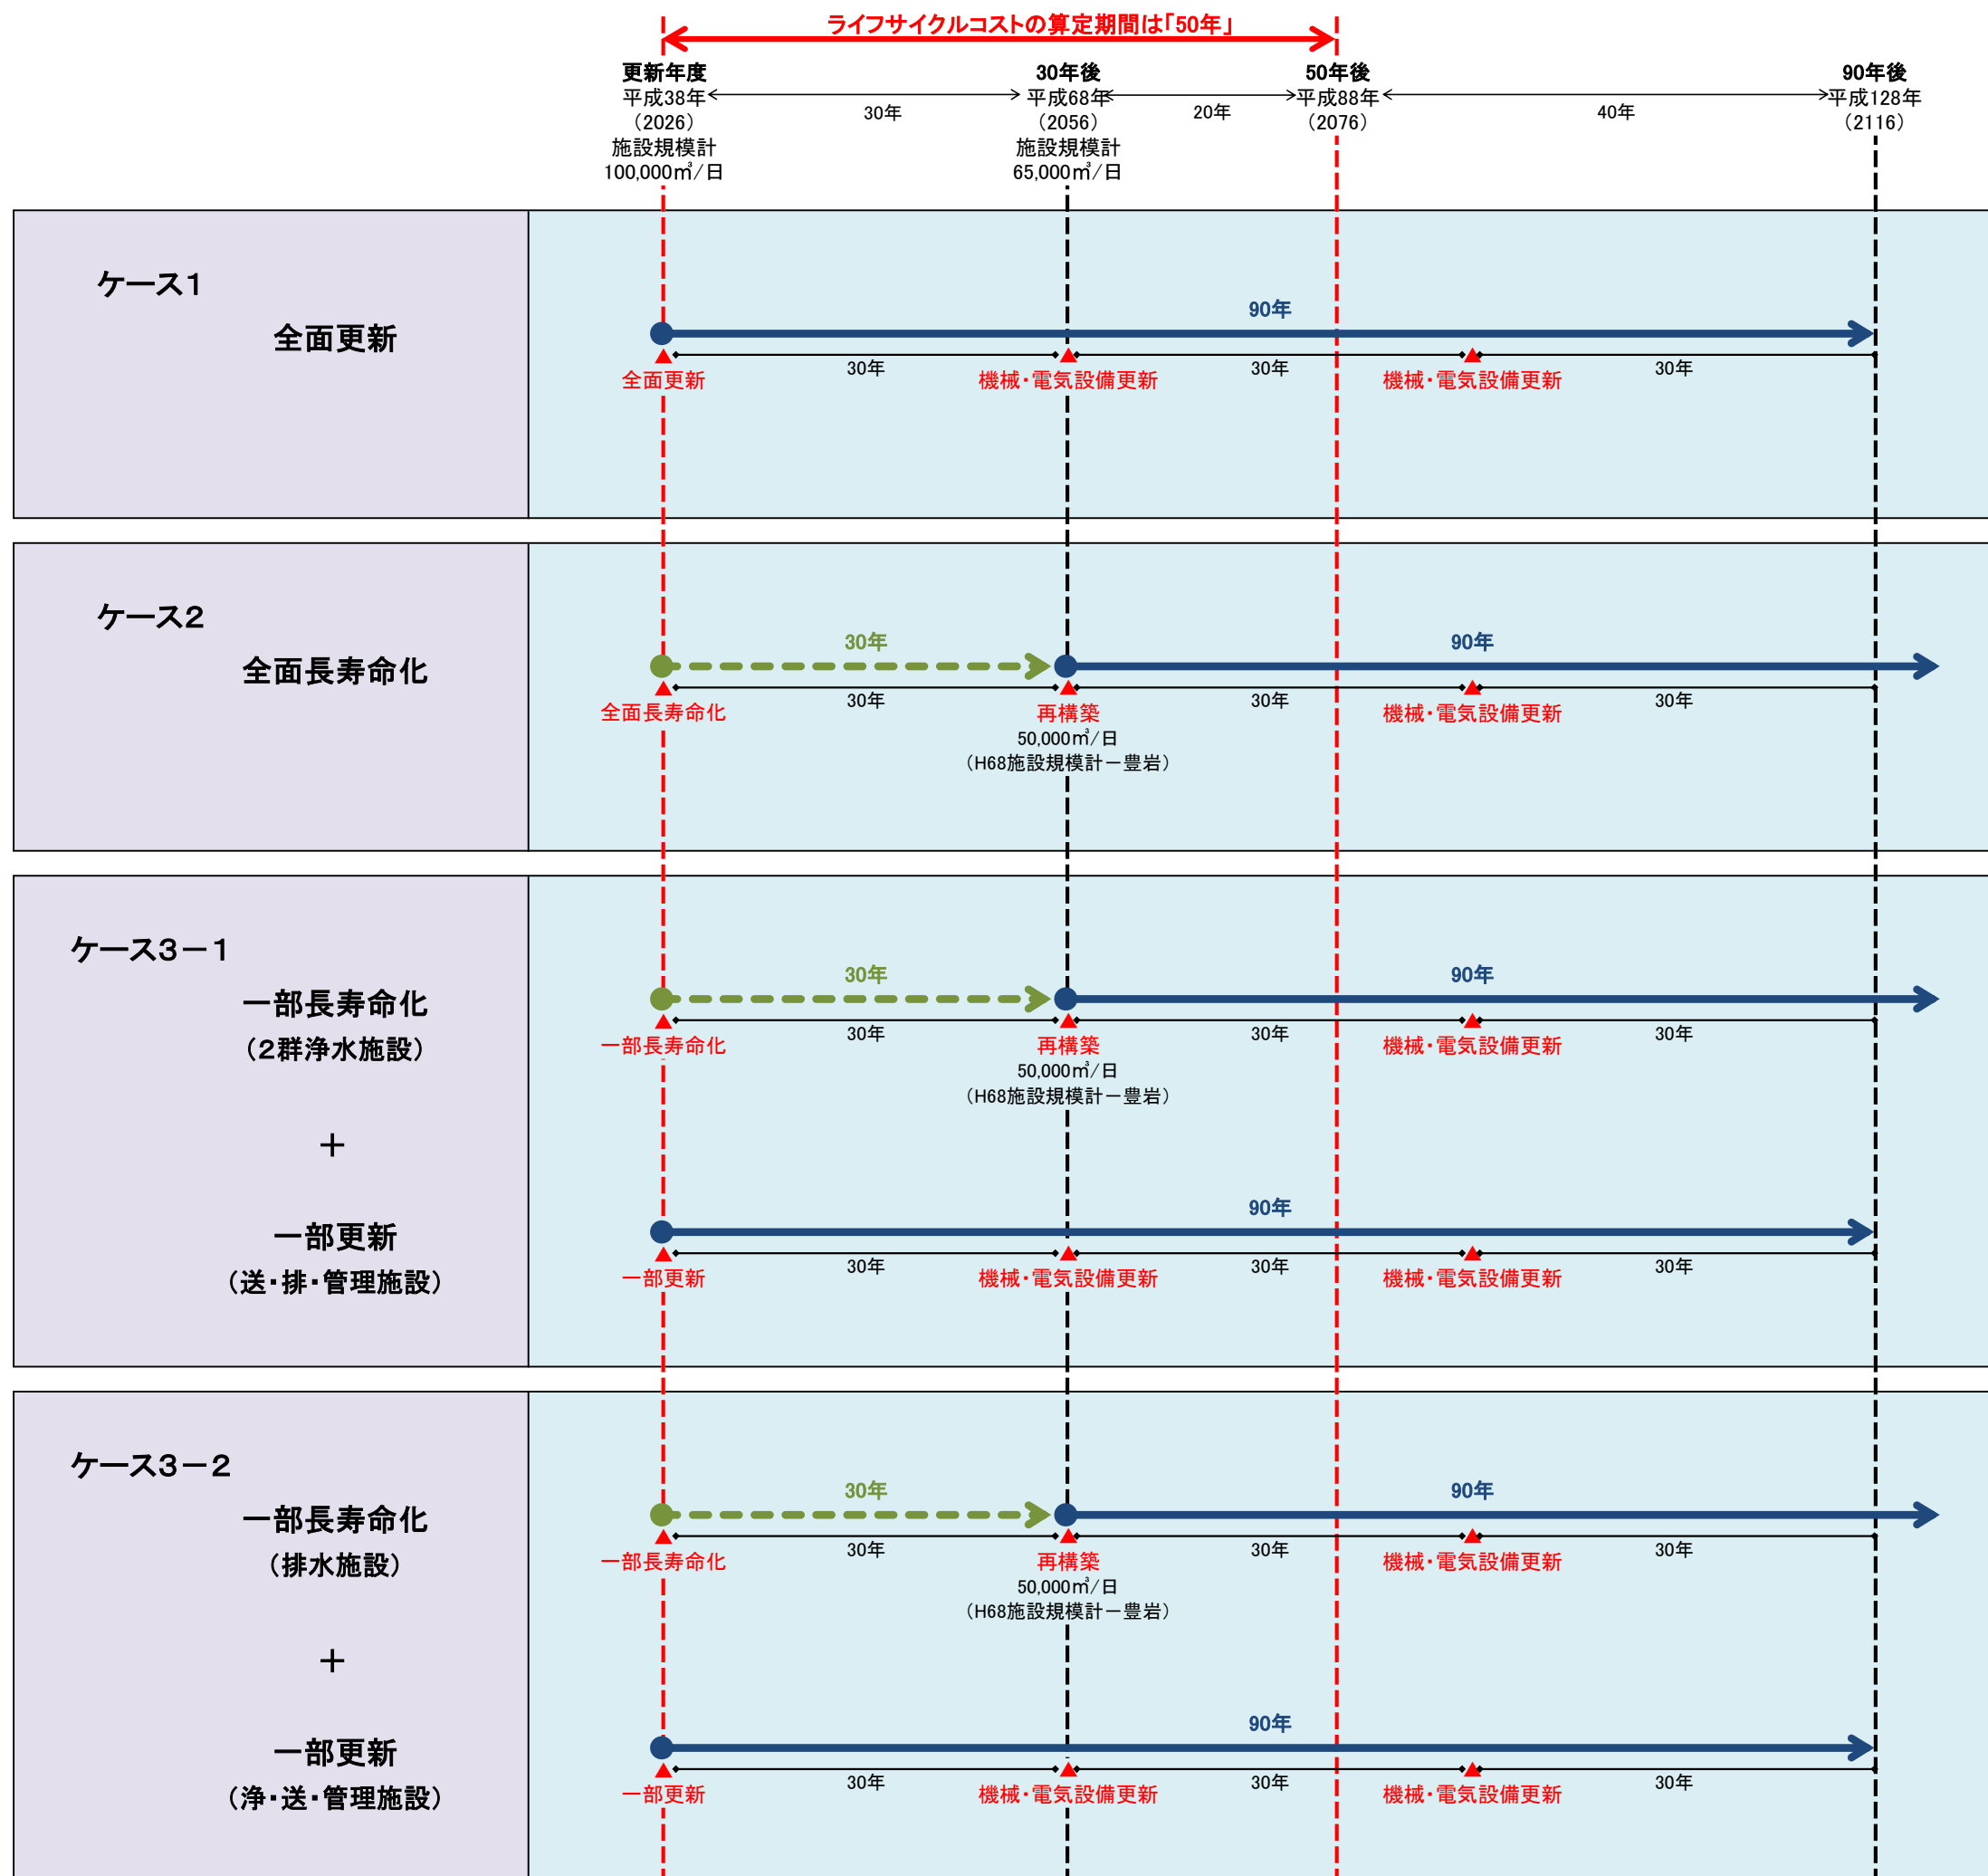 ライフサイクルコストの算定期間は「50年」
更新年度
平成38年
（2026）
施設規模計
100,000㎥/日
30年
30年後
平成68年
（2056）
施設規模計
65,000㎥/日
20年
50年後
平成88年
（2076）
40年
90年後
平成128年
（2116）
ケース1
全面更新
90年
30年
30年
30年
全面更新
機械・電気設備更新
機械・電気設備更新
ケース2
全面長寿命化
30年
90年
30年
30年
30年
全面長寿命化
再構築
機械・電気設備更新
50,000㎥/日
（H68施設規模計－豊岩）
ケース3－1
一部長寿命化
（2群浄水施設）
30年
90年
30年
30年
30年
一部長寿命化
再構築
機械・電気設備更新
50,000㎥/日
（H68施設規模計－豊岩）
＋
一部更新
（送・排・管理施設）
90年
30年
30年
30年
一部更新
機械・電気設備更新
機械・電気設備更新
ケース3－2
一部長寿命化
（排水施設）
30年
90年
30年
30年
30年
一部長寿命化
再構築
機械・電気設備更新
50,000㎥/日
（H68施設規模計－豊岩）
＋
一部更新
（浄・送・管理施設）
90年
30年
30年
30年
一部更新
機械・電気設備更新
機械・電気設備更新